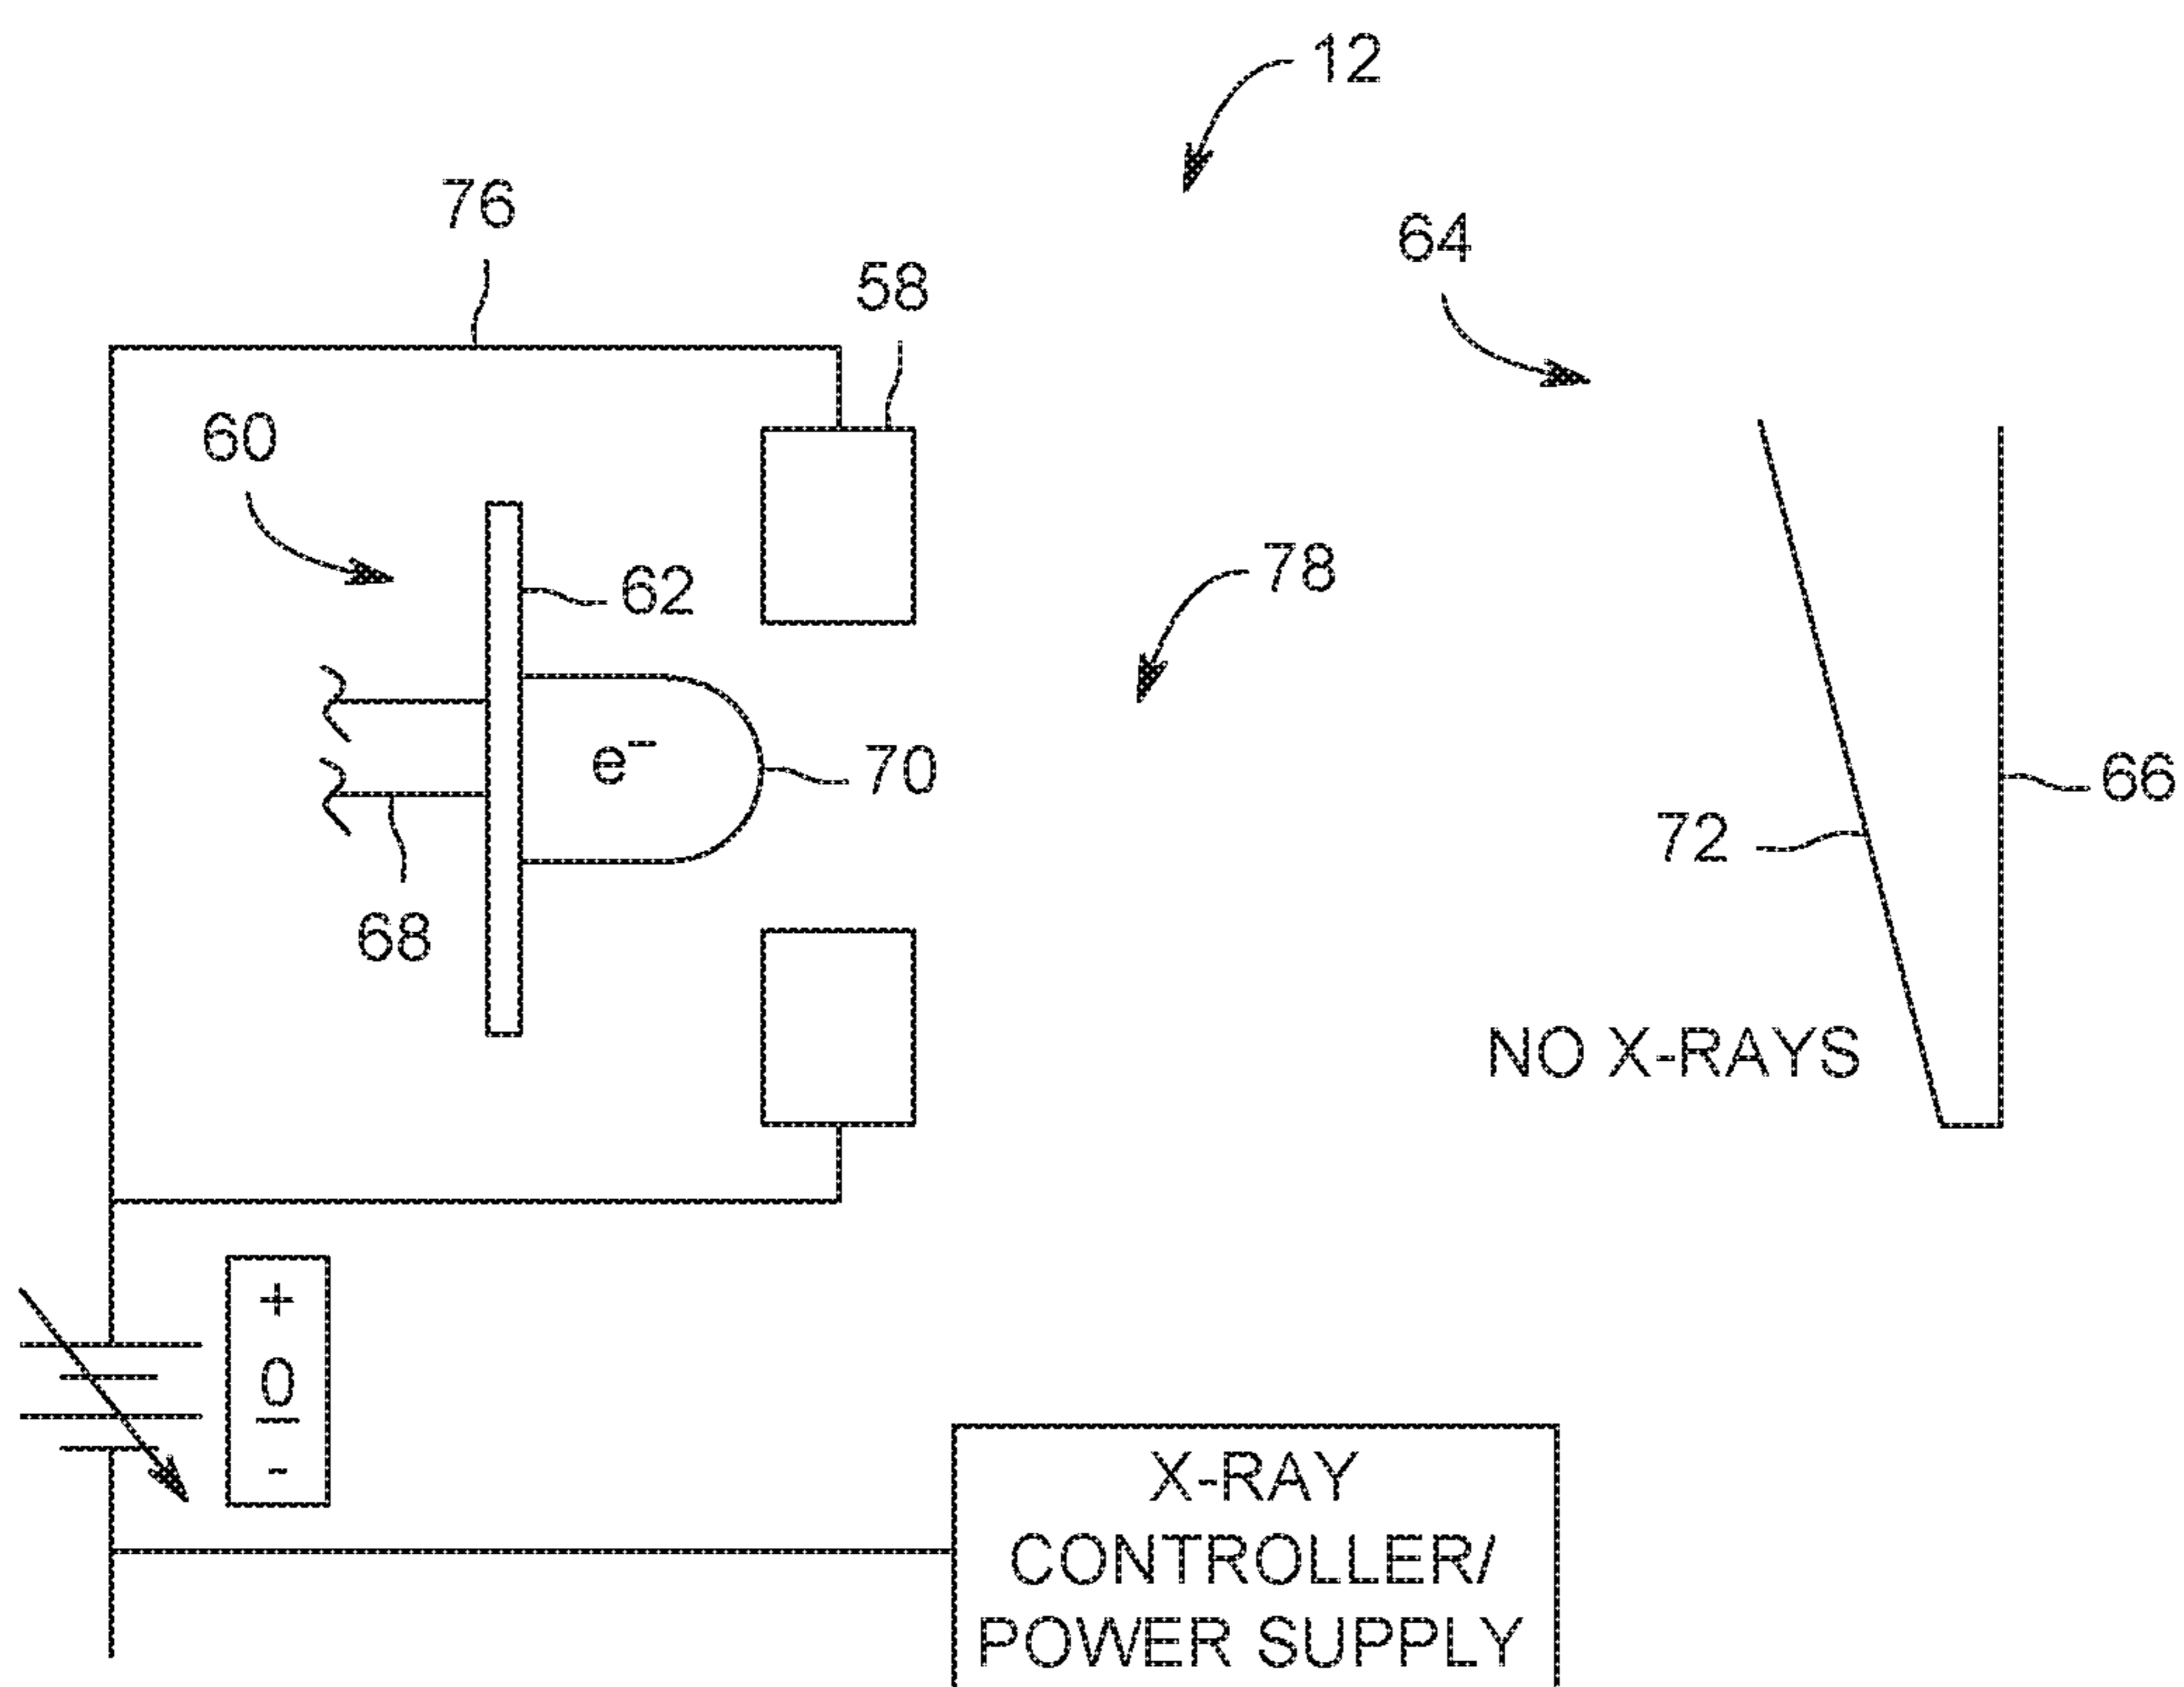 12
76
64
58
60
62
78
e⁻
70
66
72
68
NO X-RAYS
+
0
-
X-RAY
CONTROLLER/
POWER SUPPLY